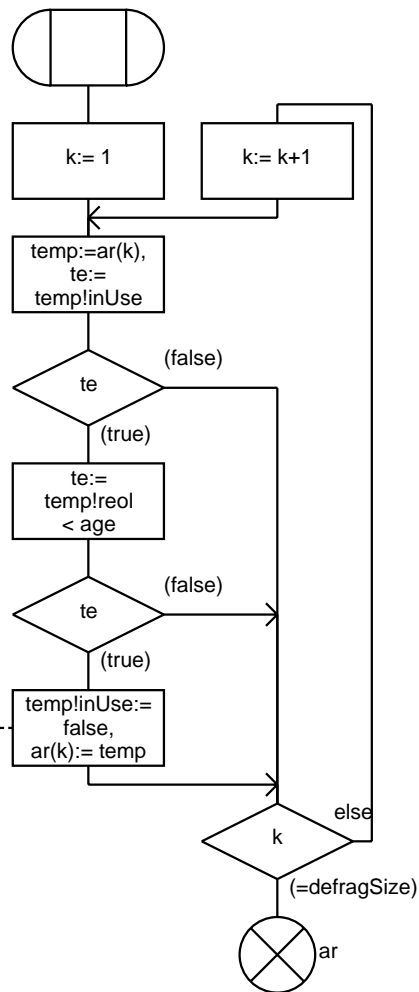 k:= 1
k:= k+1
temp:=ar(k),
te:=
temp!inUse
te
(false)
(true)
te:=
temp!reol
< age
te
(false)
(true)
temp!inUse:=
false,
ar(k):= temp
else
k
(=defragSize)
ar